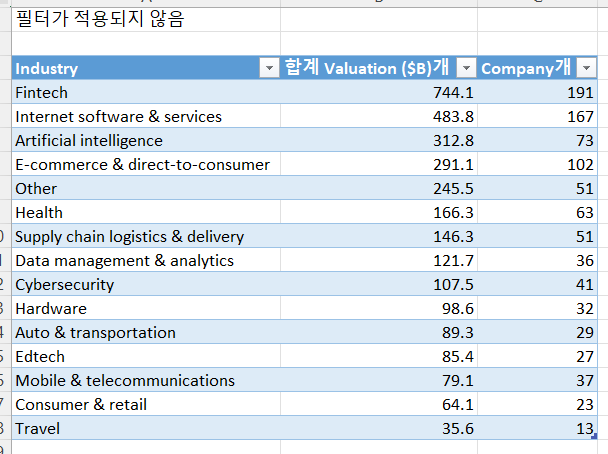 필터가 적용되지 않음
Industry 합계 Valuation ($B)개 Company개
Fintech 744.1 191
Internet software & services 483.8 167
Artificial intelligence 312.8 73
E-commerce & direct-to-consumer 291.1 102
Other 245.5 51
Health 166.3 63
Supply chain logistics & delivery 146.3 51
Data management & analytics 121.7 36
Cybersecurity 107.5 41
Hardware 98.6 32
Auto & transportation 89.3 29
Edtech 85.4 27
Mobile & telecommunications 79.1 37
Consumer & retail 64.1 23
Travel 35.6 13